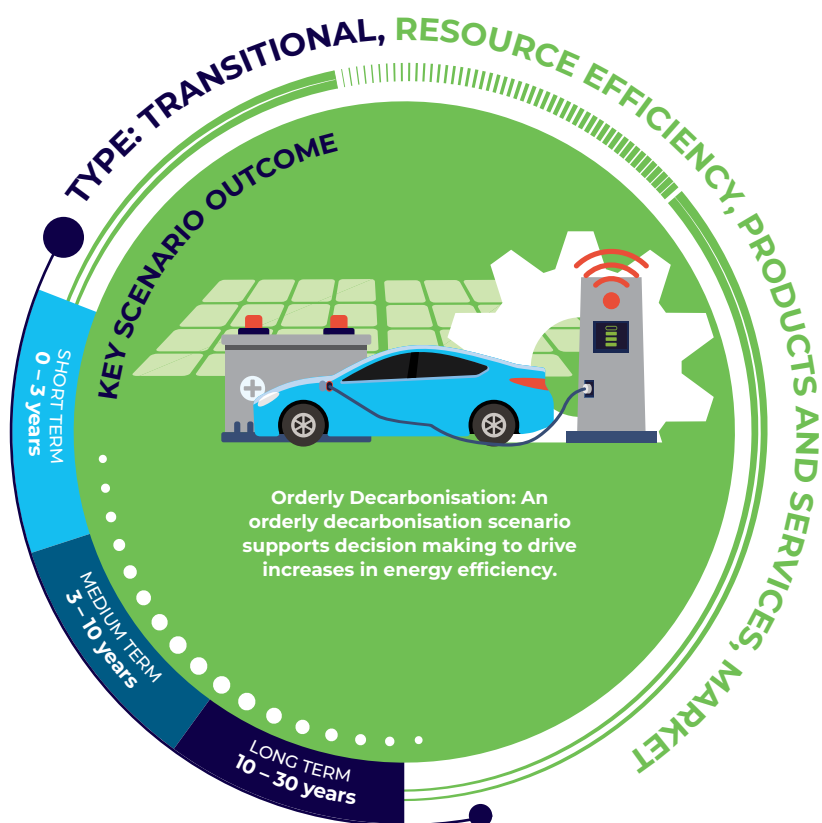 TYPE: TRANSITIONAL, RESOURCE EFFICIENCY, PRODUCTS AND SERVICES, MARKET
KEY SCENARIO OUTCOME
SHORT TERM
0 – 3 years
MEDIUM TERM
3 – 10 years
LONG TERM
10 – 30 years
Orderly Decarbonisation: An
orderly decarbonisation scenario
supports decision making to drive
increases in energy efficiency.